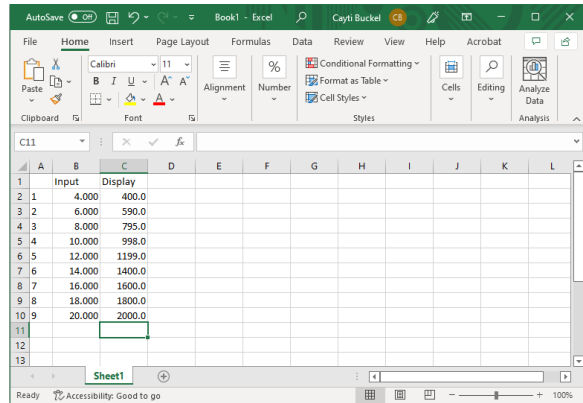 AutoSave Off Book1 - Excel Cayti Buckel CB
File Home Insert Page Layout Formulas Data Review View Help Acrobat
Paste Calibri 11 Alignment Number Conditional Formatting Cells Editing Analyze Data
B I U A A Format as Table
A Cell Styles
Clipboard Font Styles Analysis
C11 fx
A B C D E F G H I J K L
1 Input Display
2 1 4.000 400.0
3 2 6.000 590.0
4 3 8.000 795.0
5 4 10.000 998.0
6 5 12.000 1199.0
7 6 14.000 1400.0
8 7 16.000 1600.0
9 8 18.000 1800.0
10 9 20.000 2000.0
11
12
13
Sheet1
Ready Accessibility: Good to go 100%